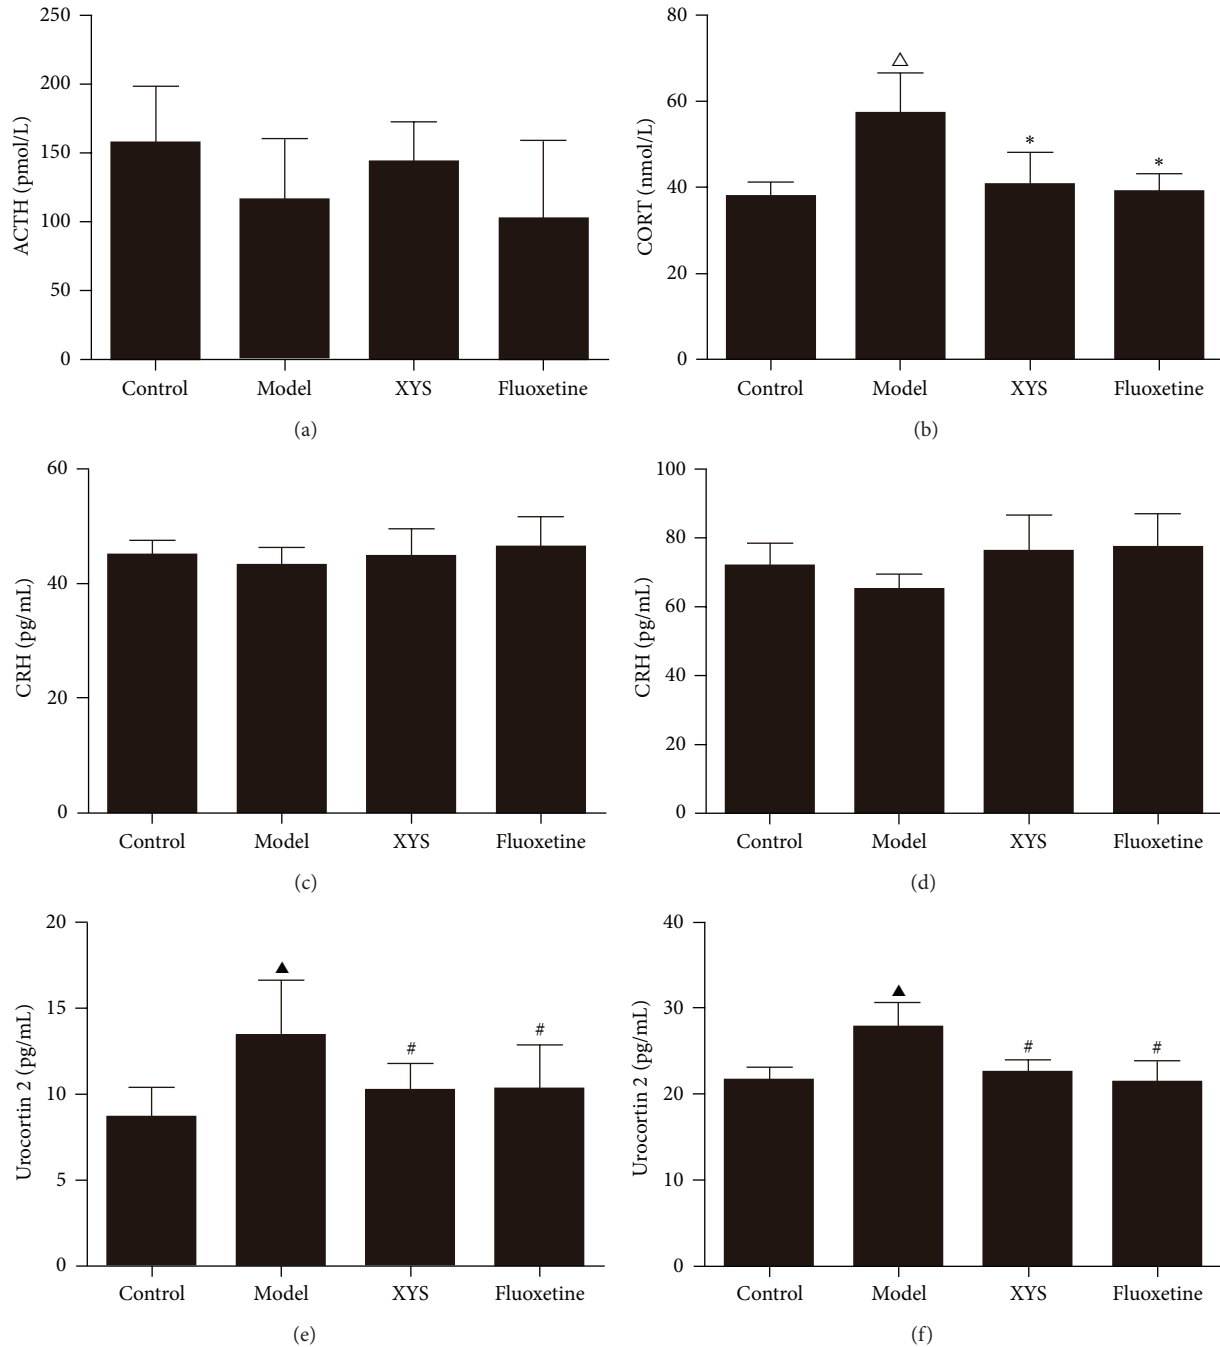 250
200
150
100
50
0
ACTH (pmol/L)
Control Model XYS Fluoxetine
(a)
80
60
40
20
0
CORT (nmol/L)
△
*
*
Control Model XYS Fluoxetine
(b)
60
40
20
0
CRH (pg/mL)
Control Model XYS Fluoxetine
(c)
100
80
60
40
20
0
CRH (pg/mL)
Control Model XYS Fluoxetine
(d)
20
15
10
5
0
Urocortin 2 (pg/mL)
▲
#
#
Control Model XYS Fluoxetine
(e)
40
30
20
10
0
Urocortin 2 (pg/mL)
▲
#
#
Control Model XYS Fluoxetine
(f)